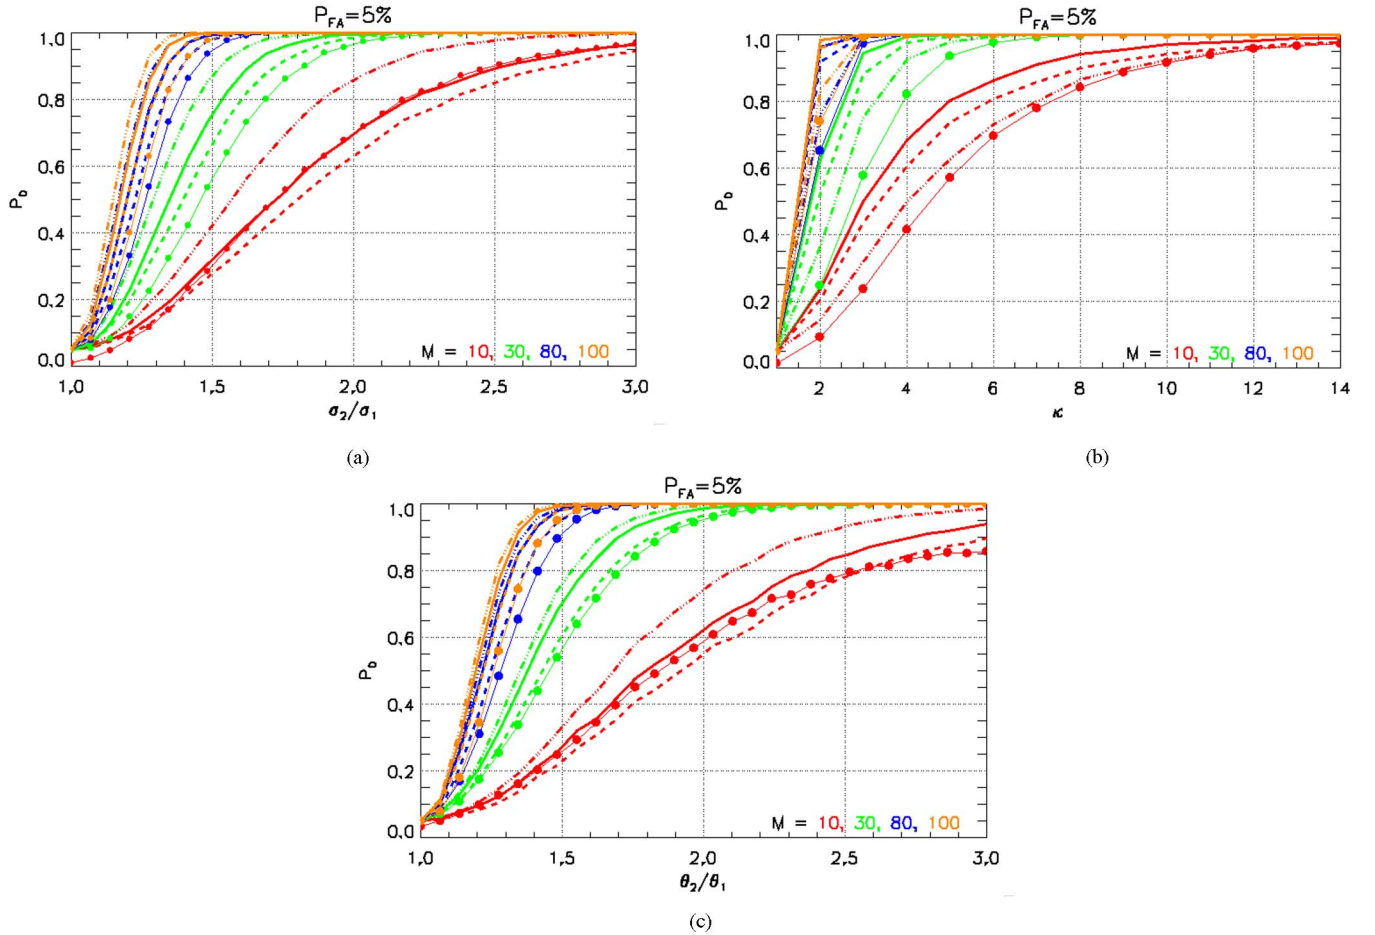 P_FA=5%
P_FA=5%
1.0
0.8
0.6
0.4
0.2
0.0
P_D
M = 10, 30, 80, 100
1,0 1,5 2,0 2,5 3,0
σ₂/σ₁
1.0
0.8
0.6
0.4
0.2
0.0
P_D
M = 10, 30, 80, 100
2 4 6 8 10 12 14
κ
(a)
(b)
P_FA=5%
1.0
0.8
0.6
0.4
0.2
0.0
P_D
M = 10, 30, 80, 100
1,0 1,5 2,0 2,5 3,0
θ₂/θ₁
(c)